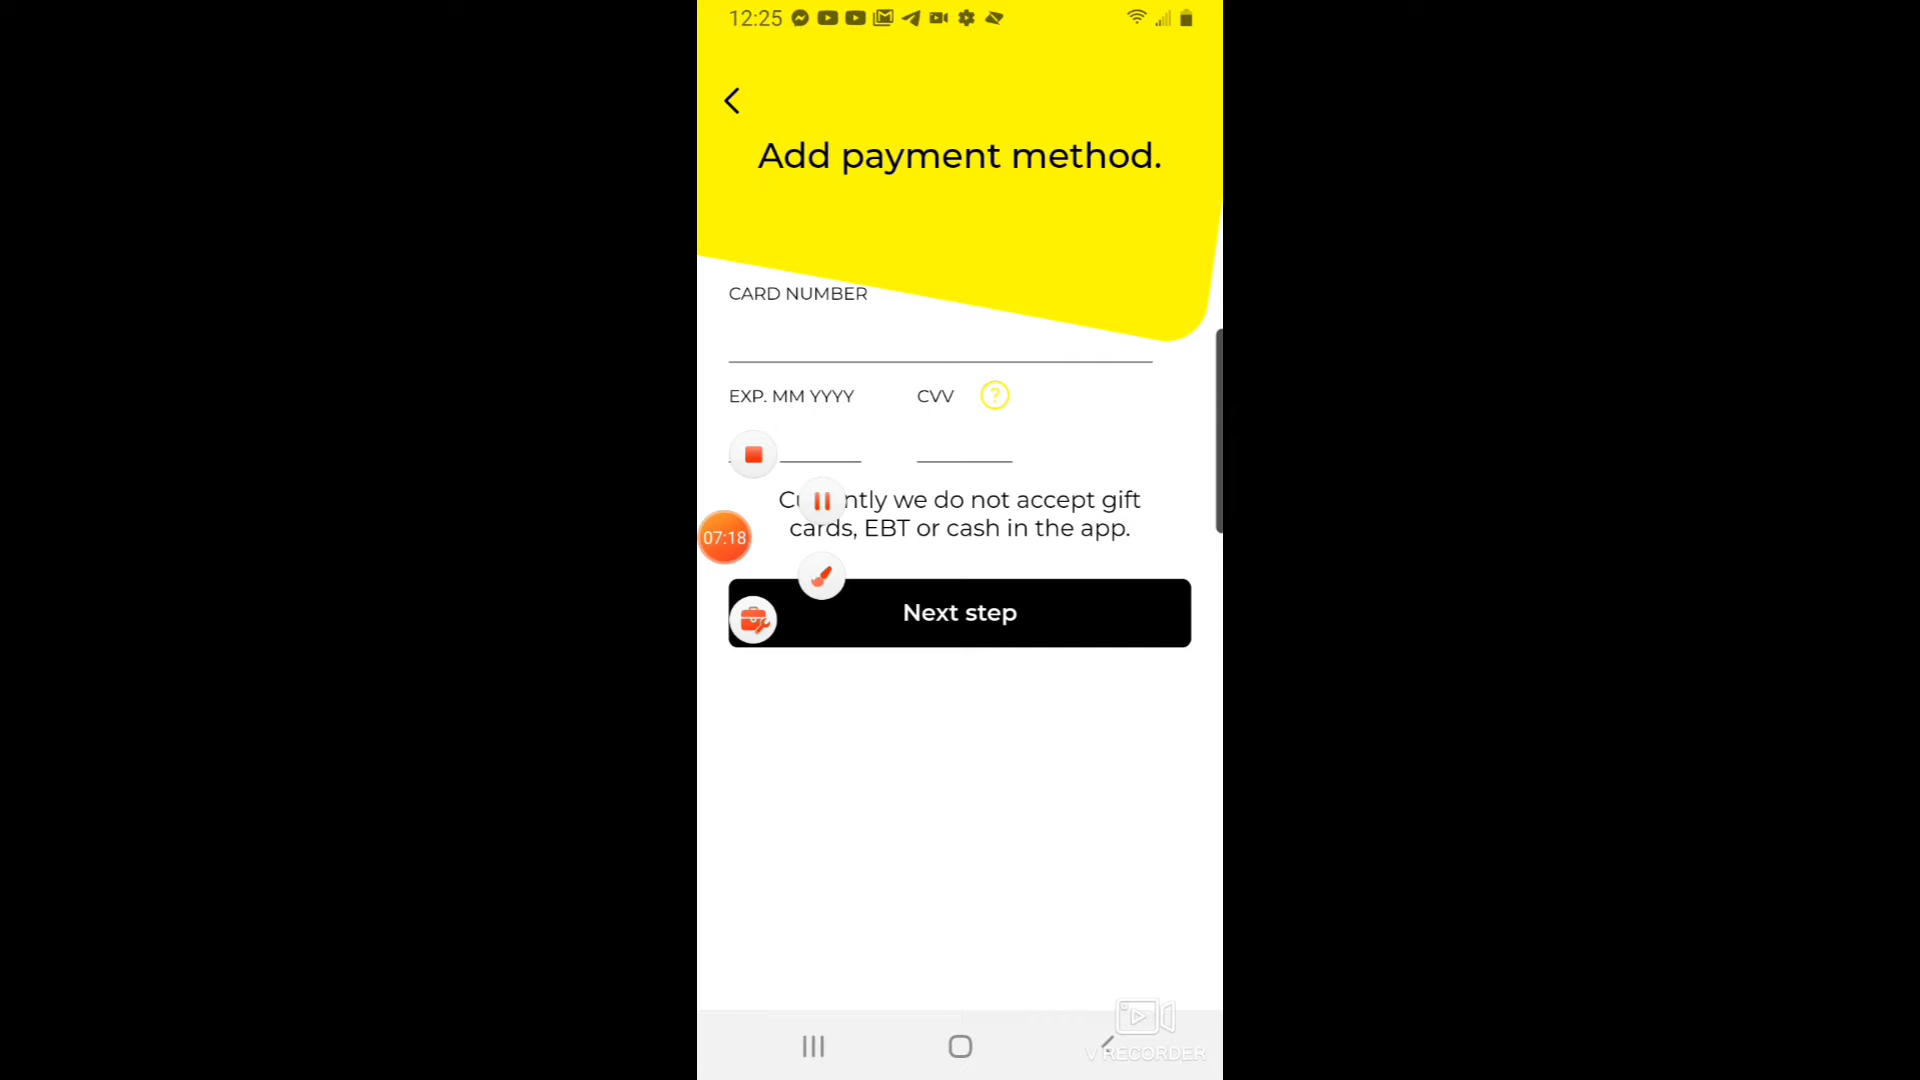 12:25
Add payment method.
CARD NUMBER
EXP. MM YYYY CVV ?
ntly we do not accept gift
cards, EBT or cash in the app.
07:18
Next step
V RECORDER